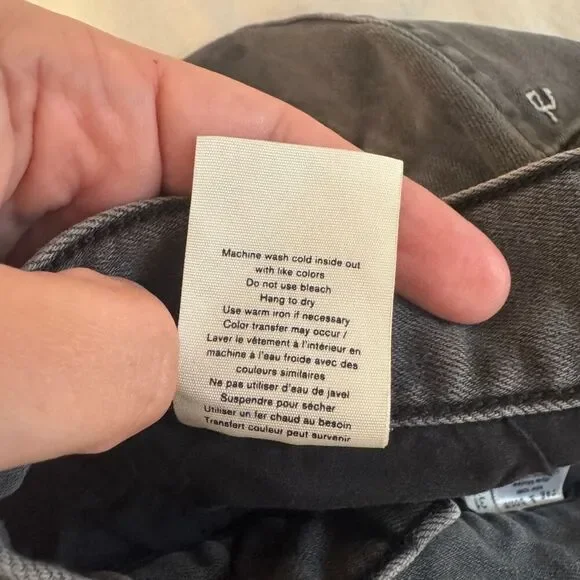 Machine wash cold inside out
with like colors
Do not use bleach
Hang to dry
Use warm iron if necessary
Color transfer may occur /
Laver le vêtement à l'intérieur en
machine à l'eau froide avec des
couleurs similaires
Ne pas utiliser d'eau de javel
Suspendre pour sécher
Utiliser un fer chaud au besoin
Transfert couleur peut survenir